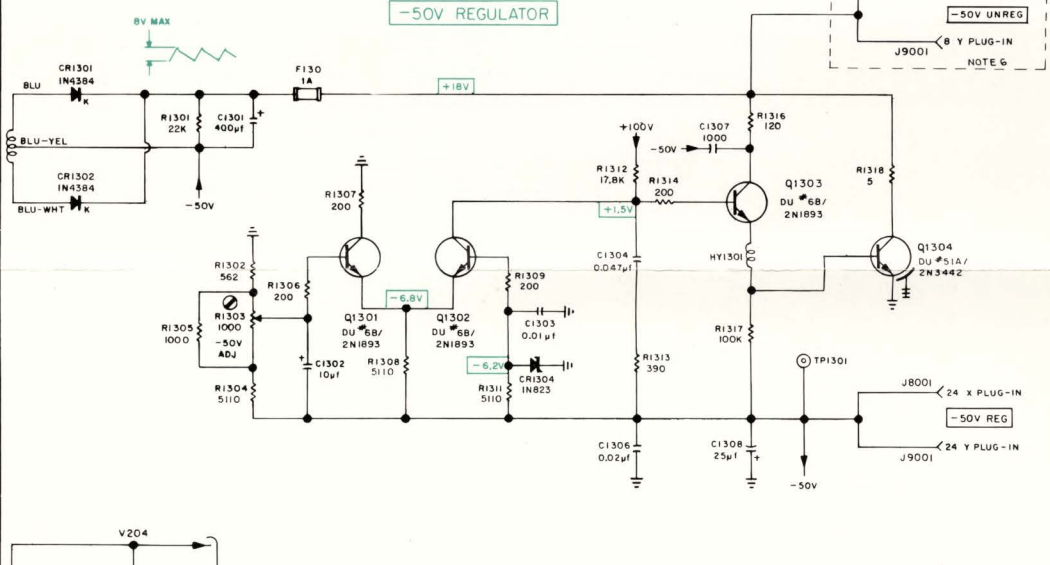 -50V REGULATOR
8V MAX
-50V UNREG
8 Y PLUG-IN
J9001
NOTE 6
CR1301
1N4384
BLU
K
F130
1A
+18V
R1301
22K
C1301
400µf
+
BLU-YEL
CR1302
1N4384
BLU-WHT
K
-50V
+100V
C1307
1000
-50V
R1316
120
R1312
17.8K
R1314
200
+1.5V
Q1303
DU #6B/
2N1893
R1318
5
R1307
200
C1304
0.047µf
HY1301
Q1304
DU #51A/
2N3442
R1302
562
R1306
200
R1309
200
-6.8V
R1305
1000
R1303
1000
-50V
ADJ
Q1301
DU #6B/
2N1893
Q1302
DU #6B/
2N1893
C1303
0.01µf
R1317
100K
+
C1302
10µf
R1308
5110
-6.2V
CR1304
1N823
R1313
390
TP1301
R1304
5110
R1311
5110
J8001
24 X PLUG-IN
-50V REG
24 Y PLUG-IN
J9001
C1306
0.02µf
C1308
25µf
+
-50V
V204